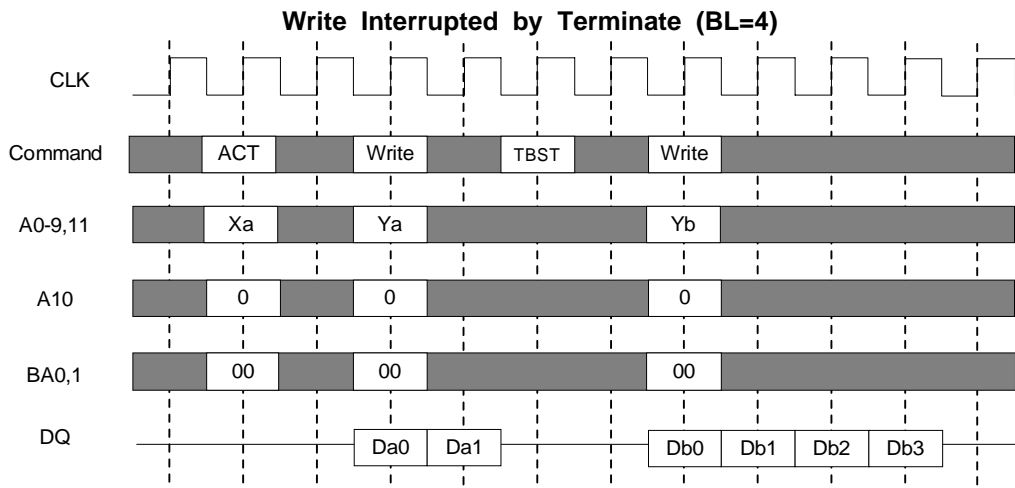 Write Interrupted by Terminate (BL=4)
CLK
Command ACT Write TBST Write
A0-9,11 Xa Ya Yb
A10 0 0 0
BA0,1 00 00 00
DQ Da0 Da1 Db0 Db1 Db2 Db3